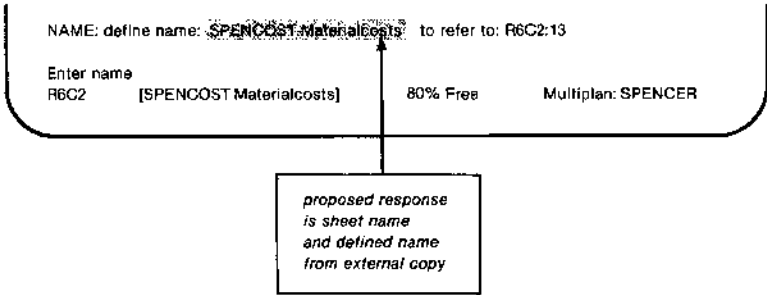 NAME: define name: SPENCOST Materialcosts to refer to: R6C2:13
Enter name
R6C2 [SPENCOST Materialcosts] 80% Free Multiplan: SPENCER
proposed response
is sheet name
and defined name
from external copy